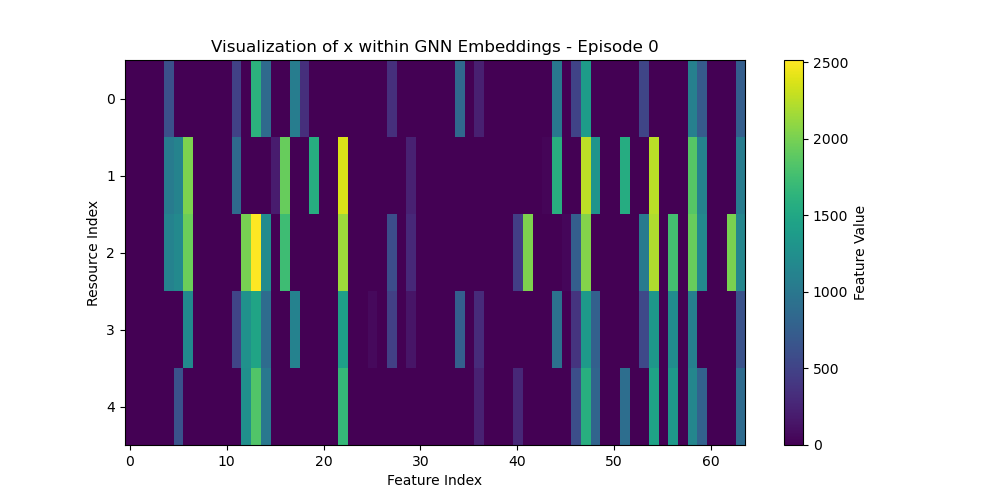 Visualization of x within GNN Embeddings - Episode 0
Resource Index
0
1
2
3
4
0 10 20 30 40 50 60
Feature Index
2500
2000
1500
1000
500
0
Feature Value